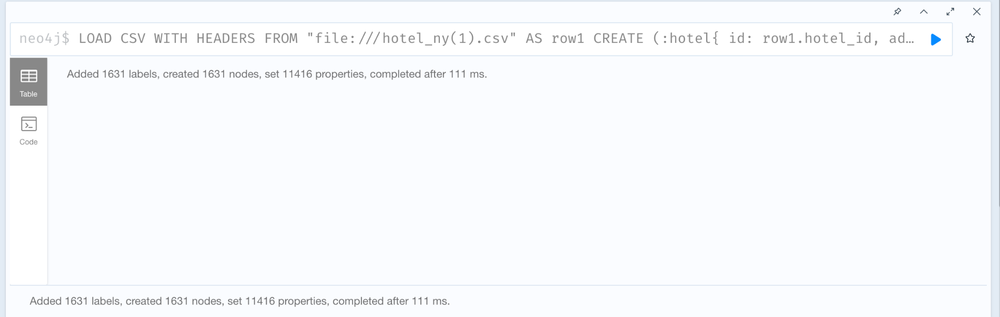 neo4j$ LOAD CSV WITH HEADERS FROM "file:///hotel_ny(1).csv" AS row1 CREATE (:hotel{ id: row1.hotel_id, ad…
Table
Added 1631 labels, created 1631 nodes, set 11416 properties, completed after 111 ms.
Code
Added 1631 labels, created 1631 nodes, set 11416 properties, completed after 111 ms.